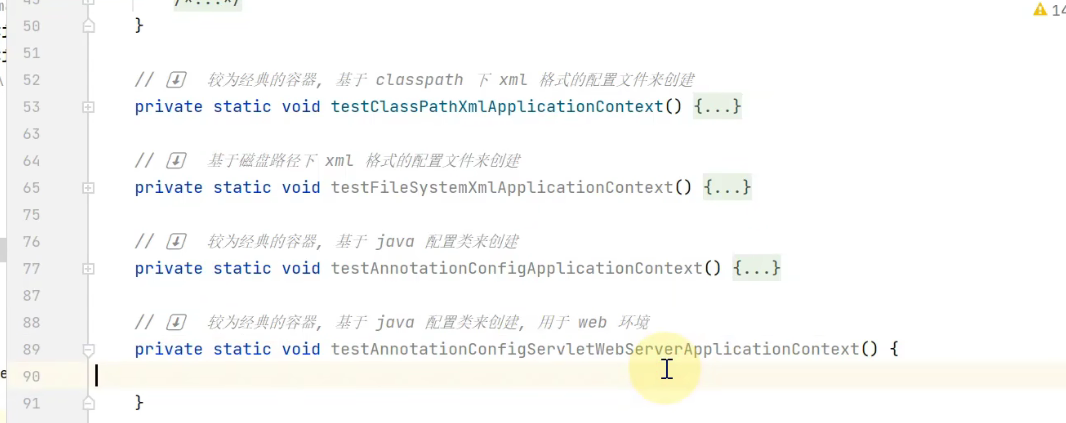 /*...*/
50 }
51
52 // ⬇ 较为经典的容器, 基于 classpath 下 xml 格式的配置文件来创建
53 private static void testClassPathXmlApplicationContext() {...}
63
64 // ⬇ 基于磁盘路径下 xml 格式的配置文件来创建
65 private static void testFileSystemXmlApplicationContext() {...}
75
76 // ⬇ 较为经典的容器, 基于 java 配置类来创建
77 private static void testAnnotationConfigApplicationContext() {...}
87
88 // ⬇ 较为经典的容器, 基于 java 配置类来创建, 用于 web 环境
89 private static void testAnnotationConfigServletWebServerApplicationContext() {
90
91 }